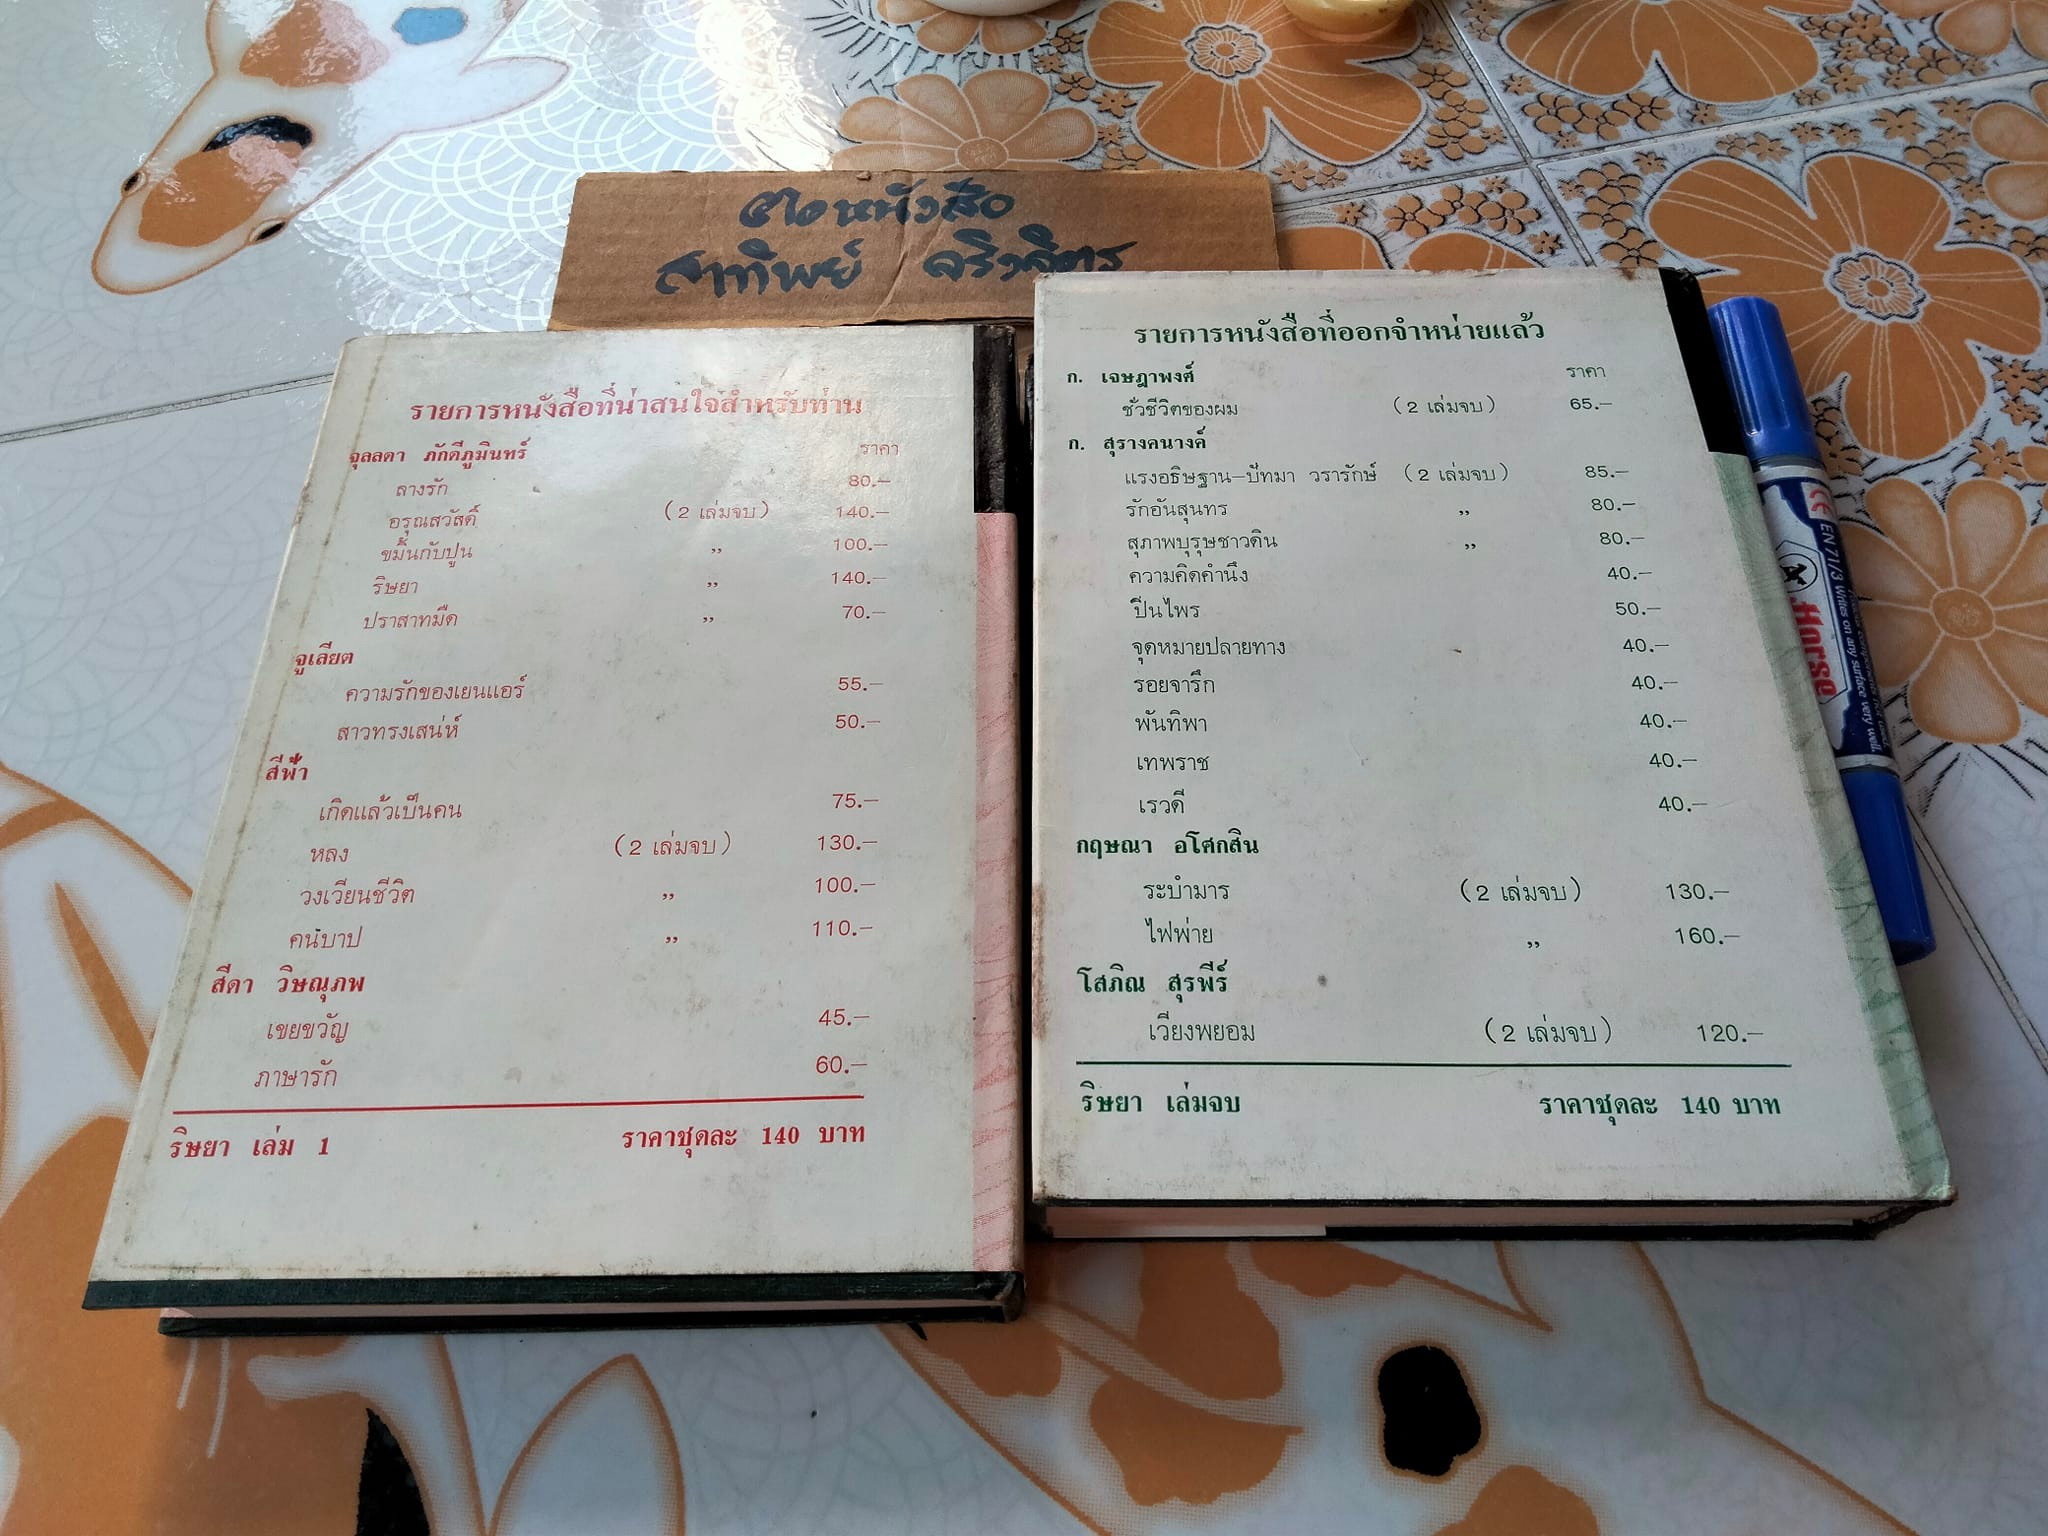 สาทิพย์
รายการหนังสือที่น่าสนใจสำหรับท่าน
จุลลดา ภักดีภูมินทร์ ราคา
ลางรัก 80.—
อรุณสวัสดิ์ (2 เล่มจบ) 140.—
ขมิ้นกับปูน ,, 100.—
ริษยา ,, 140.—
ปราสาทมืด ,, 70.—
จูเลียต
ความรักของเยนแอร์ 55.—
สาวทรงเสน่ห์ 50.—
สีฟ้า
เกิดแล้วเป็นคน 75.—
หลง (2 เล่มจบ) 130.—
วงเวียนชีวิต ,, 100.—
คนบาป ,, 110.—
สีดา วิษณุภพ
เขยขวัญ 45.—
ภาษารัก 60.—
ริษยา เล่ม 1 ราคาชุดละ 140 บาท
รายการหนังสือที่ออกจำหน่ายแล้ว
ก. เจษฎาพงศ์ ราคา
ชั่วชีวิตของผม (2 เล่มจบ) 65.—
ก. สุรางคนางค์
แรงอธิษฐาน—ปัทมา วรารักษ์ (2 เล่มจบ) 85.—
รักอันสุนทร ,, 80.—
สุภาพบุรุษชาวดิน ,, 80.—
ความคิดคำนึง 40.—
ปิ่นไพร 50.—
จุดหมายปลายทาง 40.—
รอยจารึก 40.—
พันทิพา 40.—
เทพราช 40.—
เรวดี 40.—
กฤษณา อโศกสิน
ระบำมาร (2 เล่มจบ) 130.—
ไฟพ่าย ,, 160.—
โสภิณ สุรพีร์
เวียงพยอม (2 เล่มจบ) 120.—
ริษยา เล่มจบ ราคาชุดละ 140 บาท
CE EN 71/3 Writes on any surface very well.
Horse